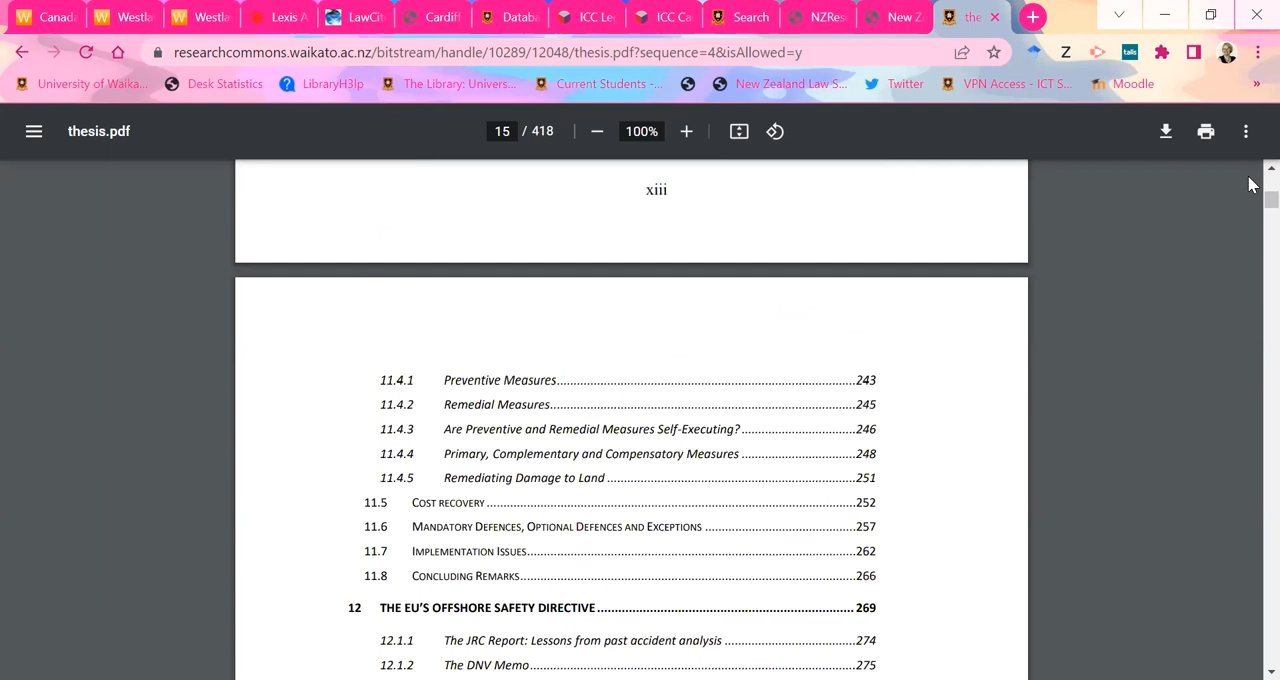 Canad
Westla
Westla
Lexis A
LawCit
Cardiff
Datab
ICC Le
ICC Ca
Search
NZRes
New Z
the
researchcommons.waikato.ac.nz/bitstream/handle/10289/12048/thesis.pdf?sequence=4&isAllowed=y
Z
talis
University of Waika...
Desk Statistics
LibraryH3lp
The Library: Univers...
Current Students -...
New Zealand Law S...
Twitter
VPN Access - ICT S...
Moodle
»
thesis.pdf
15 / 418
100%
xiii
11.4.1 Preventive Measures 243
11.4.2 Remedial Measures 245
11.4.3 Are Preventive and Remedial Measures Self-Executing? 246
11.4.4 Primary, Complementary and Compensatory Measures 248
11.4.5 Remediating Damage to Land 251
11.5 COST RECOVERY 252
11.6 MANDATORY DEFENCES, OPTIONAL DEFENCES AND EXCEPTIONS 257
11.7 IMPLEMENTATION ISSUES 262
11.8 CONCLUDING REMARKS 266
12 THE EU'S OFFSHORE SAFETY DIRECTIVE 269
12.1.1 The JRC Report: Lessons from past accident analysis 274
12.1.2 The DNV Memo 275